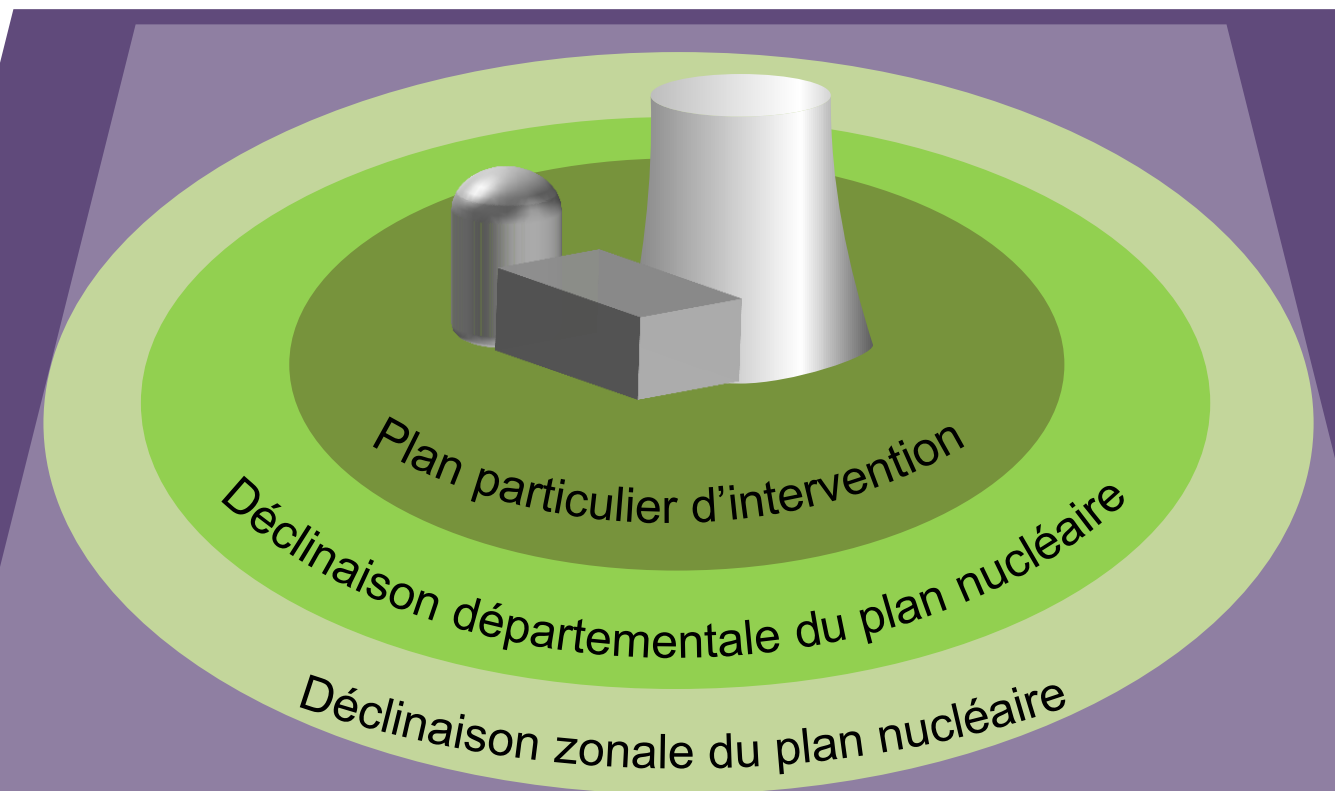 Plan particulier d’intervention
Déclinaison départementale du plan nucléaire
Déclinaison zonale du plan nucléaire